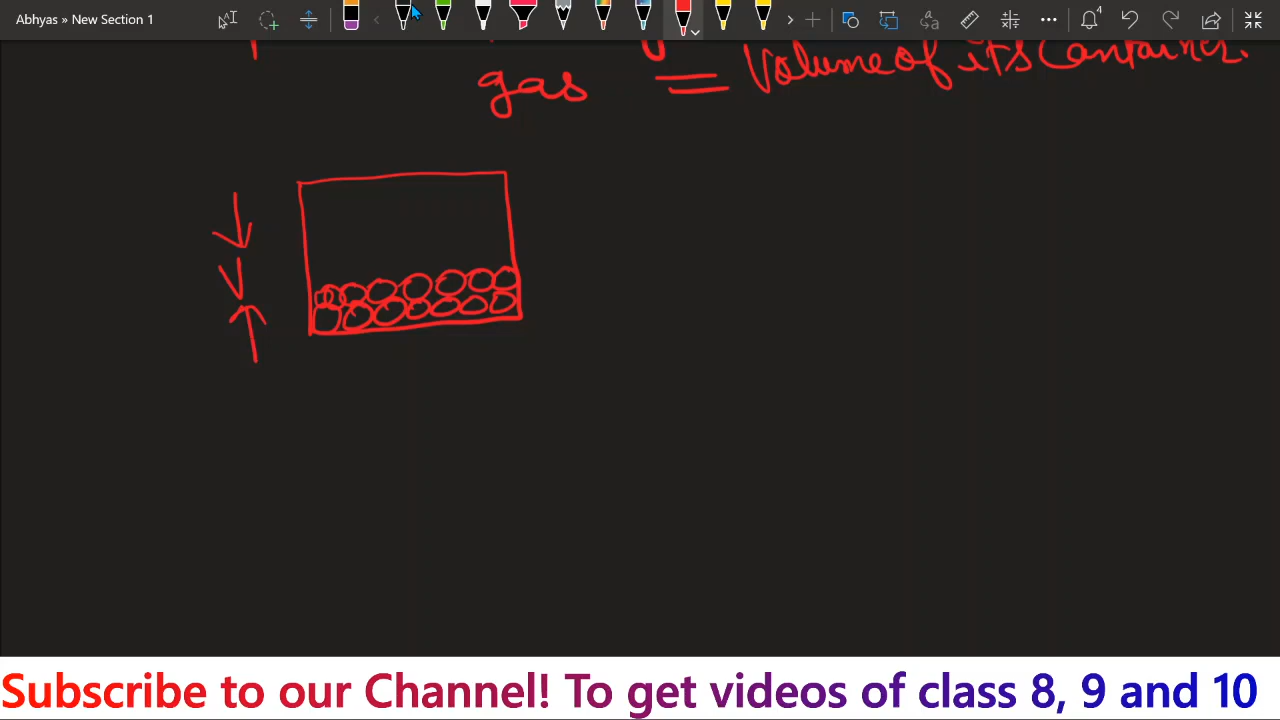 Abhyas » New Section 1
Volume of its Container.
gas
Subscribe to our Channel! To get videos of class 8, 9 and 10